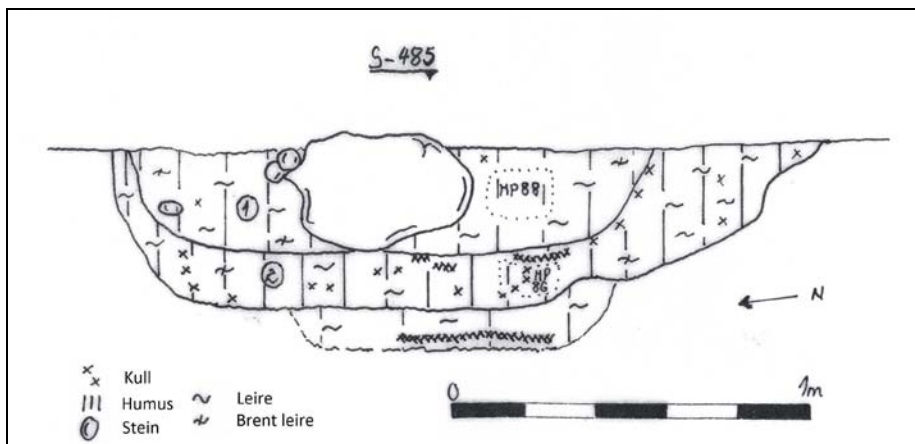 S-485
MP88
1
2
MP
86
N
Kull
Humus
Stein
Leire
Brent leire
0 1m